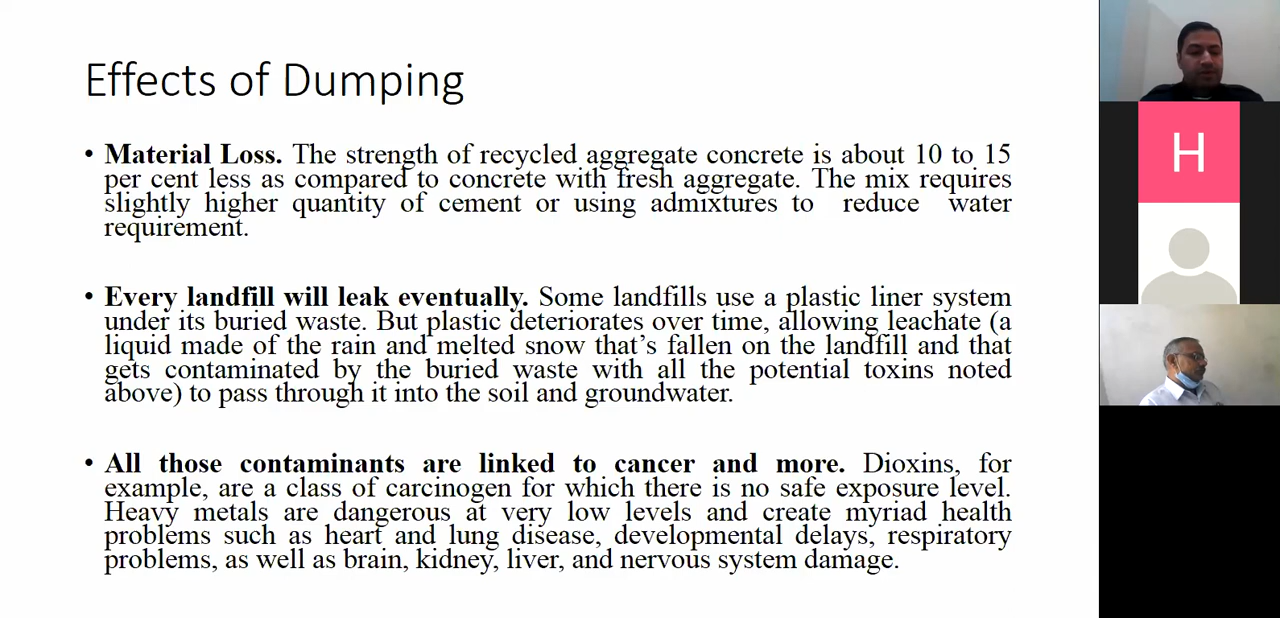 Effects of Dumping
• Material Loss. The strength of recycled aggregate concrete is about 10 to 15
per cent less as compared to concrete with fresh aggregate. The mix requires
slightly higher quantity of cement or using admixtures to reduce water
requirement.
• Every landfill will leak eventually. Some landfills use a plastic liner system
under its buried waste. But plastic deteriorates over time, allowing leachate (a
liquid made of the rain and melted snow that’s fallen on the landfill and that
gets contaminated by the buried waste with all the potential toxins noted
above) to pass through it into the soil and groundwater.
• All those contaminants are linked to cancer and more. Dioxins, for
example, are a class of carcinogen for which there is no safe exposure level.
Heavy metals are dangerous at very low levels and create myriad health
problems such as heart and lung disease, developmental delays, respiratory
problems, as well as brain, kidney, liver, and nervous system damage.
H